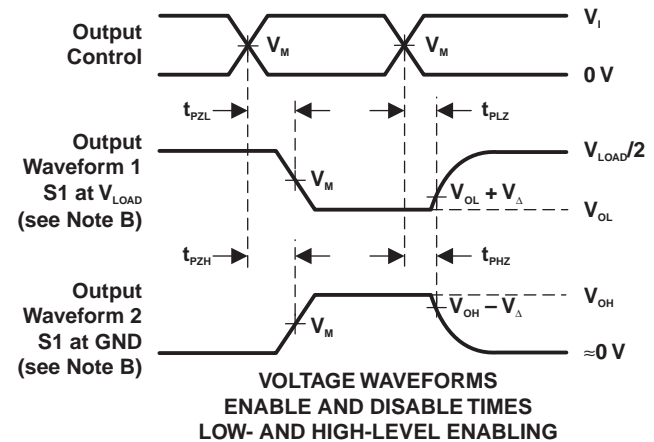 Output
Control
V_M
V_M
V_I
0 V
t_PZL
t_PLZ
Output
Waveform 1
S1 at V_LOAD
(see Note B)
V_M
V_OL + V_Δ
V_LOAD/2
V_OL
t_PZH
t_PHZ
Output
Waveform 2
S1 at GND
(see Note B)
V_M
V_OH – V_Δ
V_OH
≈0 V
VOLTAGE WAVEFORMS
ENABLE AND DISABLE TIMES
LOW- AND HIGH-LEVEL ENABLING